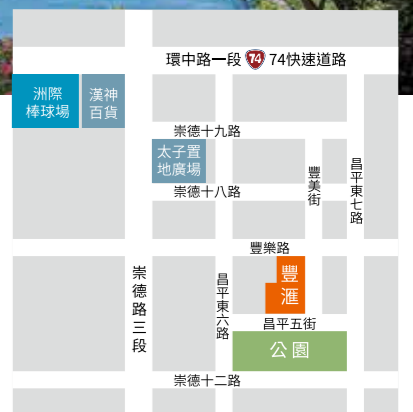 環中路一段 74 74快速道路
洲際
棒球場
漢神
百貨
崇德十九路
太子置
地廣場
崇德十八路
豐美街
昌平東七路
豐樂路
崇德路三段
昌平東六路
豐
滙
昌平五街
公園
崇德十二路